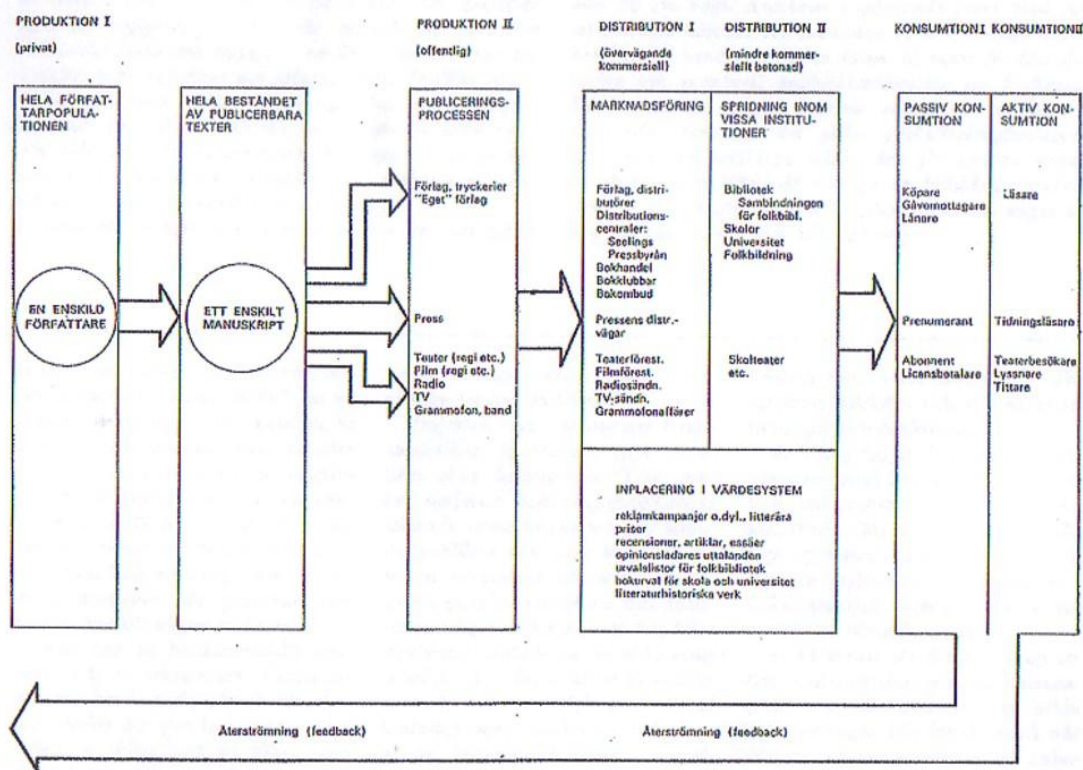 PRODUKTION I
(privat)
PRODUKTION II
(offentlig)
DISTRIBUTION I
(övervägande
kommersiell)
DISTRIBUTION II
(mindre kommer-
siellt betonad)
KONSUMTION I
KONSUMTION II
HELA FÖRFAT-
TARPOPULA-
TIONEN
EN ENSKILD
FÖRFATTARE
HELA BESTÅNDET
AV PUBLICERBARA
TEXTER
ETT ENSKILT
MANUSKRIPT
PUBLICERINGS-
PROCESSEN
Förlag, tryckerier
"Eget" förlag
Press
Teater (regi etc.)
Film (regi etc.)
Radio
TV
Grammofon, band
MARKNADSFÖRING
Förlag, distri-
butörer
Distributions-
centraler:
Seelings
Pressbyrån
Bokhandel
Bokklubbar
Bokombud
Pressens distr.-
vägar
Teaterförest.
Filmförest.
Radiosändn.
TV-sändn.
Grammofonaffärer
SPRIDNING INOM
VISSA INSTITU-
TIONER
Bibliotek
Sambindningen
för folkbibl.
Skolor
Universitet
Folkbildning
Skolteater
etc.
INPLACERING I VÄRDESYSTEM
reklamkampanjer o.dyl., litterära
priser
recensioner, artiklar, essäer
opinionsledares uttalanden
urvalslistor för folkbibliotek
bokurval för skola och universitet
litteraturhistoriska verk
PASSIV KON-
SUMTION
Köpare
Gåvomottagare
Lånare
Prenumerant
Abonnent
Licensbetalare
AKTIV KON-
SUMTION
Läsare
Tidningsläsare
Teaterbesökare
Lyssnare
Tittare
Återströmning (feedback)
Återströmning (feedback)